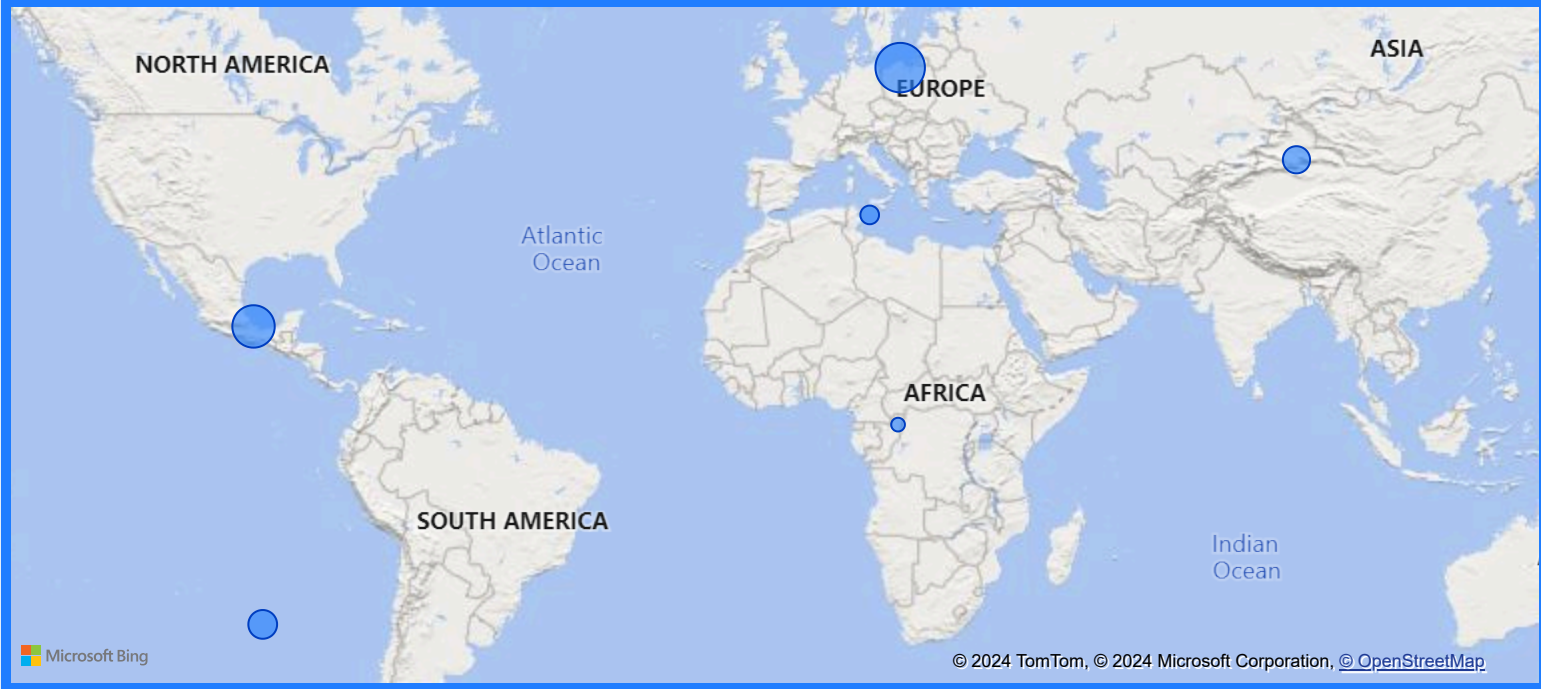 NORTH AMERICA
ASIA
EUROPE
Atlantic
Ocean
AFRICA
SOUTH AMERICA
Indian
Ocean
Microsoft Bing
© 2024 TomTom, © 2024 Microsoft Corporation, © OpenStreetMap